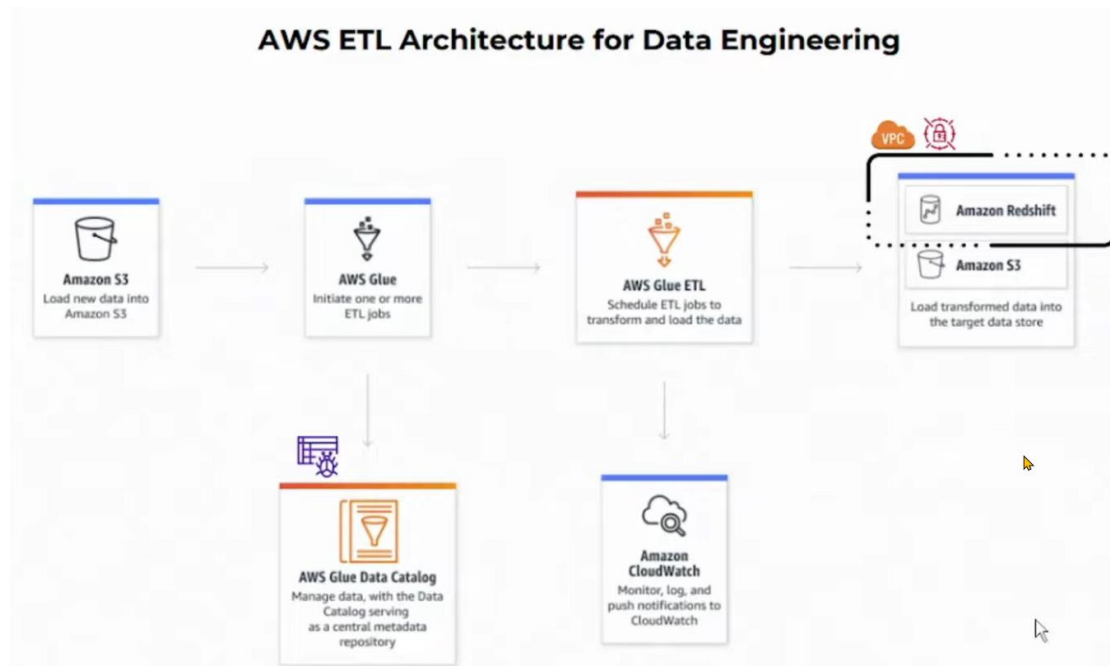 AWS ETL Architecture for Data Engineering
VPC
Amazon S3
Load new data into
Amazon S3
AWS Glue
Initiate one or more
ETL jobs
AWS Glue ETL
Schedule ETL jobs to
transform and load the data
Amazon Redshift
Amazon S3
Load transformed data into
the target data store
AWS Glue Data Catalog
Manage data, with the Data
Catalog serving
as a central metadata
repository
Amazon
CloudWatch
Monitor, log, and
push notifications to
CloudWatch